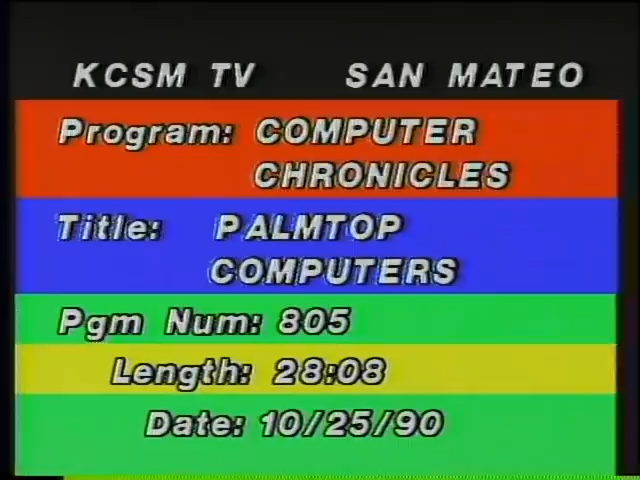 KCSM TV SAN MATEO
Program: COMPUTER
CHRONICLES
Title: PALMTOP
COMPUTERS
Pgm Num: 805
Length: 28:08
Date: 10/25/90